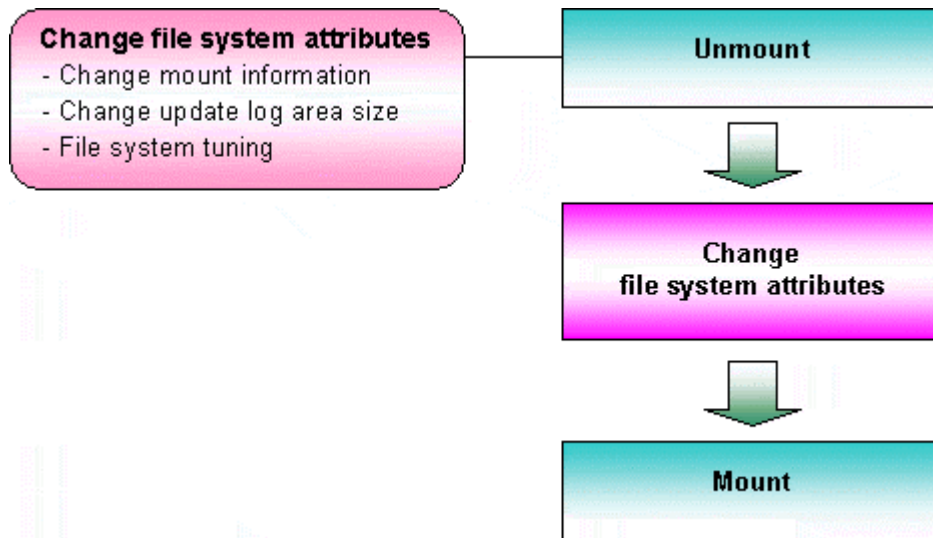 Change file system attributes
- Change mount information
- Change update log area size
- File system tuning
Unmount
Change
file system attributes
Mount